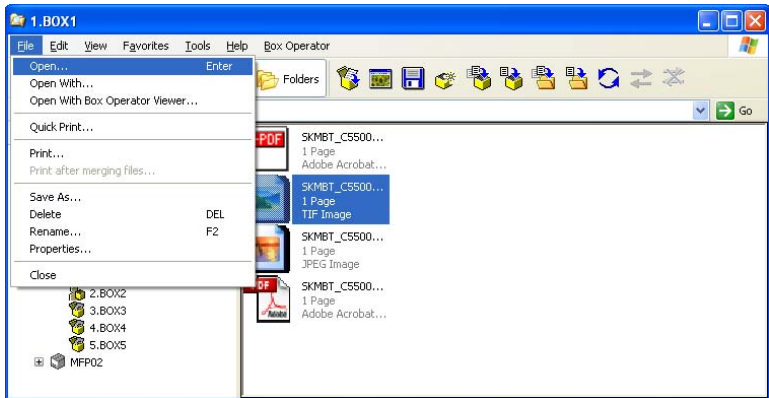 1.BOX1
File Edit View Favorites Tools Help Box Operator
Open... Enter
Open With...
Open With Box Operator Viewer...
Quick Print...
Print...
Print after merging files...
Save As...
Delete DEL
Rename... F2
Properties...
Close
Folders
Go
PDF
SKMBT_C5500...
1 Page
Adobe Acrobat...
SKMBT_C5500...
1 Page
TIF Image
SKMBT_C5500...
1 Page
JPEG Image
SKMBT_C5500...
1 Page
Adobe Acrobat...
Adobe
2.BOX2
3.BOX3
4.BOX4
5.BOX5
MFP02